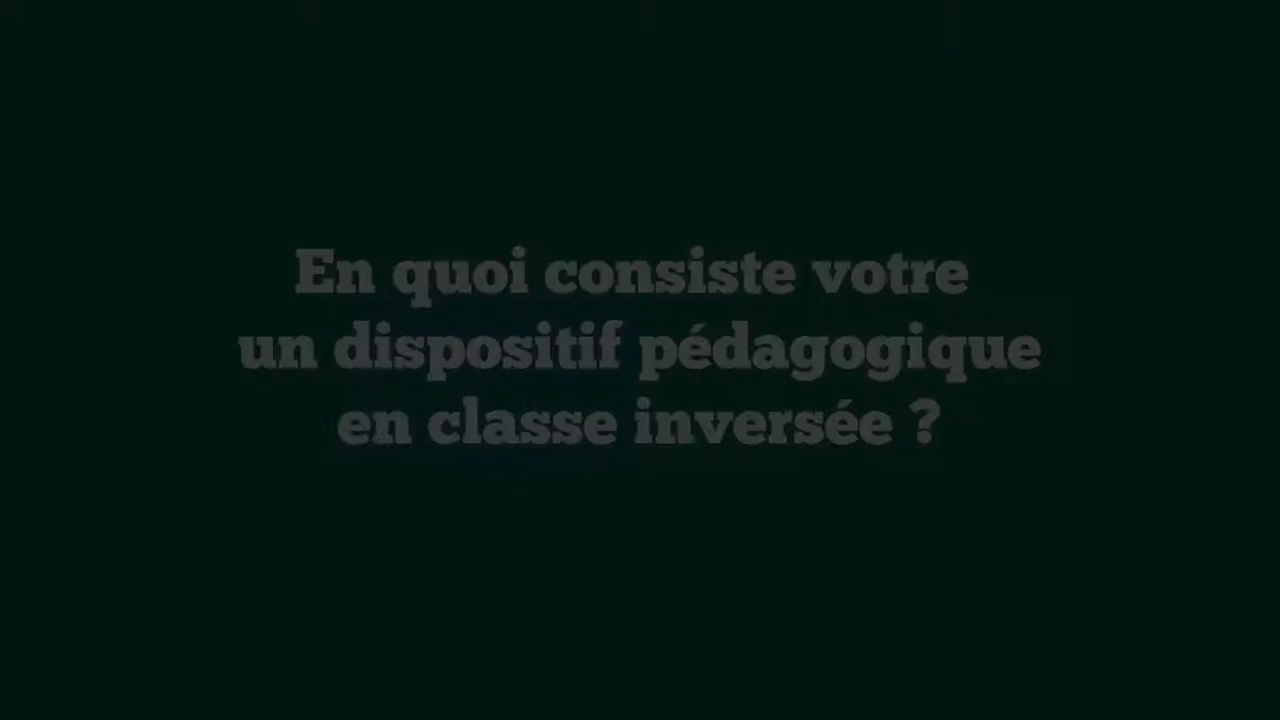 En quoi consiste votre
un dispositif pédagogique
en classe inversée ?